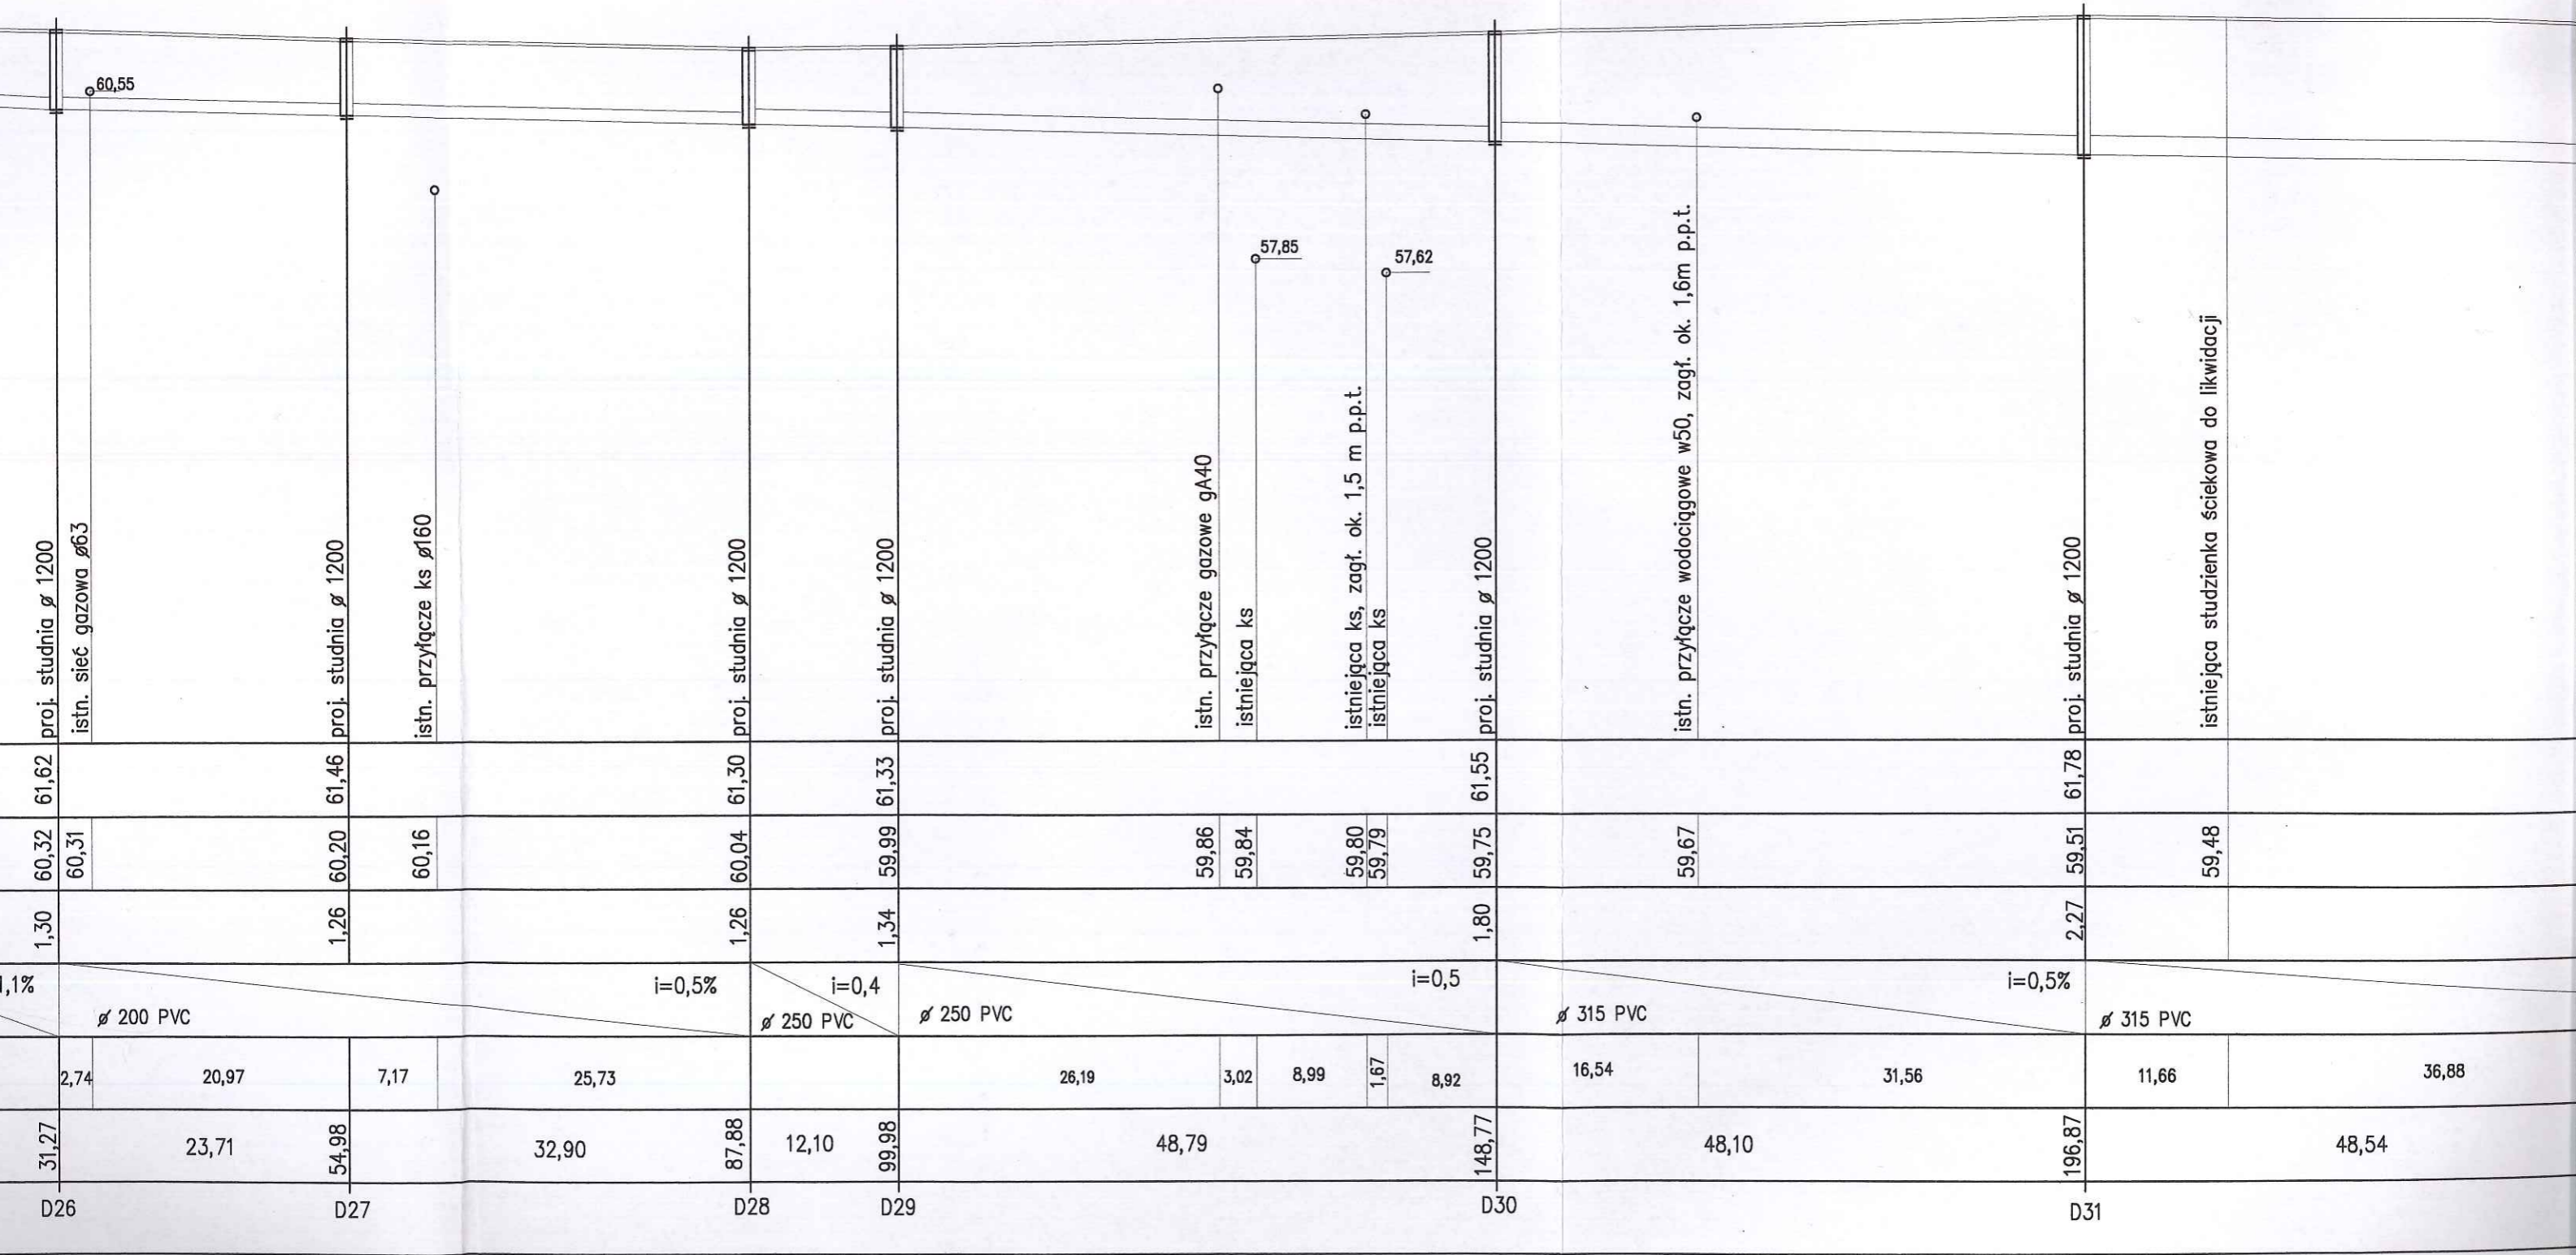 60,55
57,85
57,62
proj. studnia ø 1200
istn. sieć gazowa ø63
proj. studnia ø 1200
istn. przyłącze ks ø160
proj. studnia ø 1200
proj. studnia ø 1200
istn. przyłącze gazowe gA40
istniejąca ks
istniejąca ks, zagł. ok. 1,5 m p.p.t.
istniejąca ks
proj. studnia ø 1200
istn. przyłącze wodociągowe w50, zagł. ok. 1,6m p.p.t.
proj. studnia ø 1200
istniejąca studzienka ściekowa do likwidacji
61,62
61,46
61,30
61,33
61,55
61,78
60,32
60,31
60,20
60,16
60,04
59,99
59,86
59,84
59,80
59,79
59,75
59,67
59,51
59,48
1,30
1,26
1,26
1,34
1,80
2,27
1,1%
i=0,5%
i=0,4
i=0,5
i=0,5%
ø 200 PVC
ø 250 PVC
ø 250 PVC
ø 315 PVC
ø 315 PVC
2,74
20,97
7,17
25,73
26,19
3,02
8,99
1,67
8,92
16,54
31,56
11,66
36,88
31,27
23,71
54,98
32,90
87,88
12,10
99,98
48,79
148,77
48,10
196,87
48,54
D26
D27
D28
D29
D30
D31